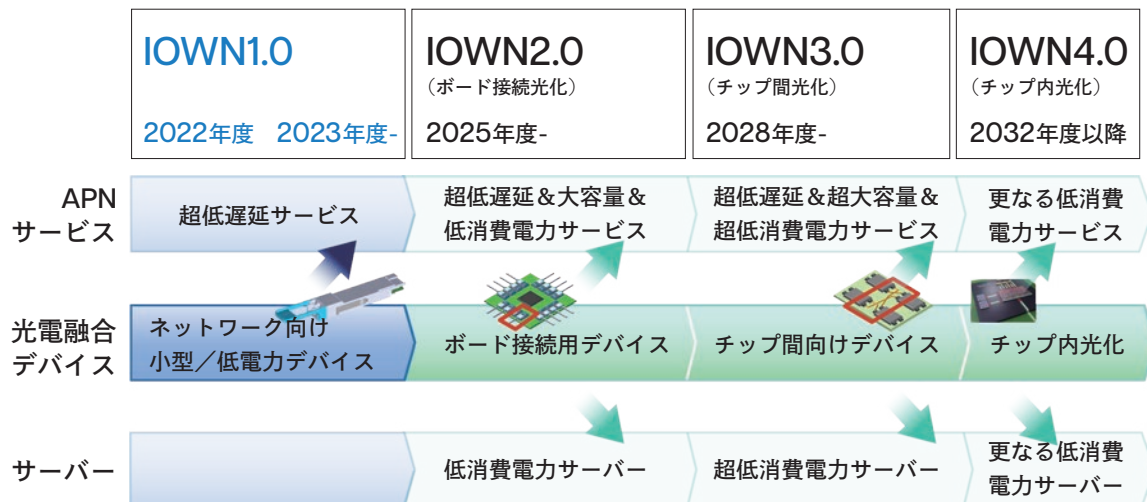 IOWN1.0
2022年度 2023年度-
IOWN2.0
（ボード接続光化）
2025年度-
IOWN3.0
（チップ間光化）
2028年度-
IOWN4.0
（チップ内光化）
2032年度以降
APN
サービス
超低遅延サービス
超低遅延＆大容量＆
低消費電力サービス
超低遅延＆超大容量＆
超低消費電力サービス
更なる低消費
電力サービス
光電融合
デバイス
ネットワーク向け
小型／低電力デバイス
ボード接続用デバイス
チップ間向けデバイス
チップ内光化
サーバー
低消費電力サーバー
超低消費電力サーバー
更なる低消費
電力サーバー